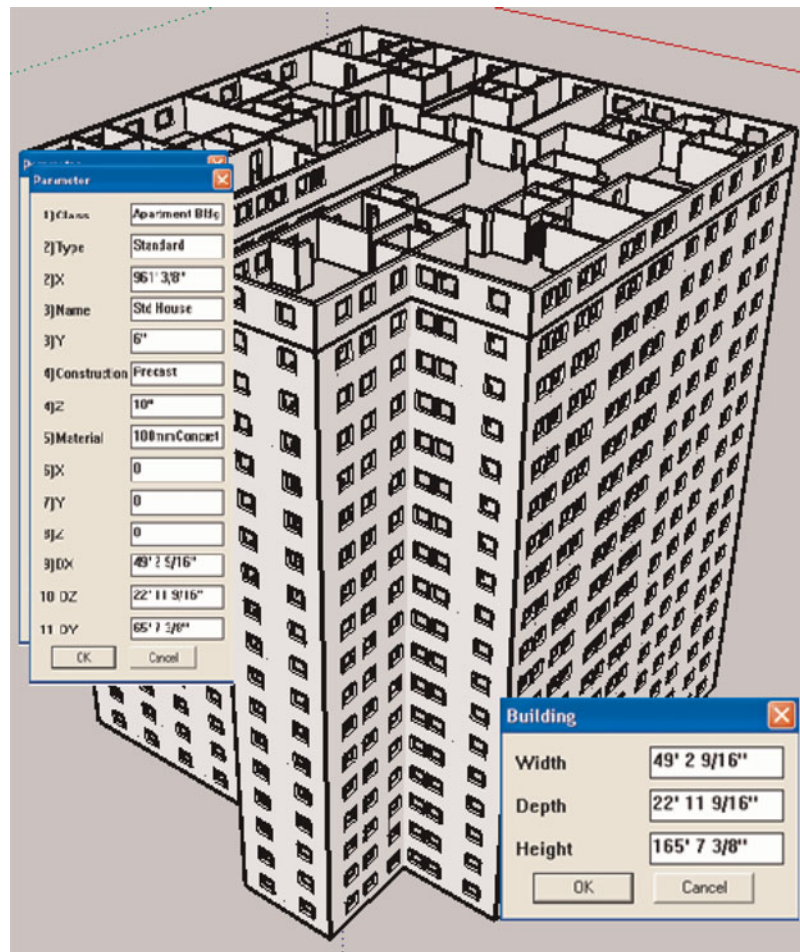 Parameter
1)Class Apartment Bldg
2)Type Standard
2)X 961' 3/8"
3)Name Std House
3)Y 6"
4)Construction Precast
4)Z 10"
5)Material 100mmConcret
6)X 0
7)Y 0
8)Z 0
9)DX 49' 2 9/16"
10 DZ 22' 11 9/16"
11 DY 65' 7 3/8"
OK Cancel
Building
Width 49' 2 9/16"
Depth 22' 11 9/16"
Height 165' 7 3/8"
OK Cancel